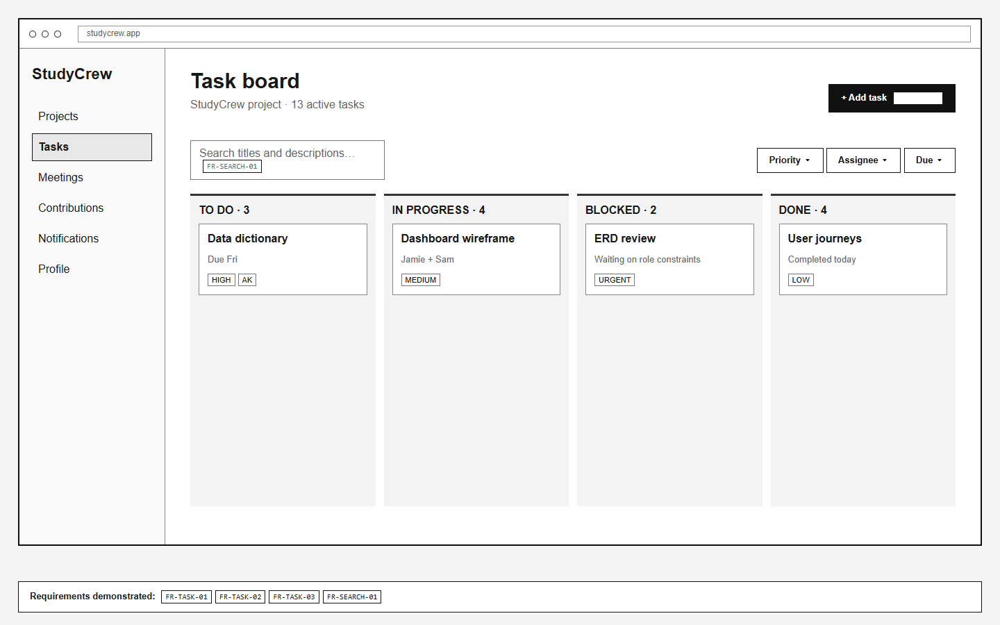 studycrew.app
StudyCrew
Projects
Tasks
Meetings
Contributions
Notifications
Profile
Task board
StudyCrew project · 13 active tasks
+ Add task
Search titles and descriptions…
FR-SEARCH-01
Priority
Assignee
Due
TO DO · 3
Data dictionary
Due Fri
HIGH AK
IN PROGRESS · 4
Dashboard wireframe
Jamie + Sam
MEDIUM
BLOCKED · 2
ERD review
Waiting on role constraints
URGENT
DONE · 4
User journeys
Completed today
LOW
Requirements demonstrated: FR-TASK-01 FR-TASK-02 FR-TASK-03 FR-SEARCH-01